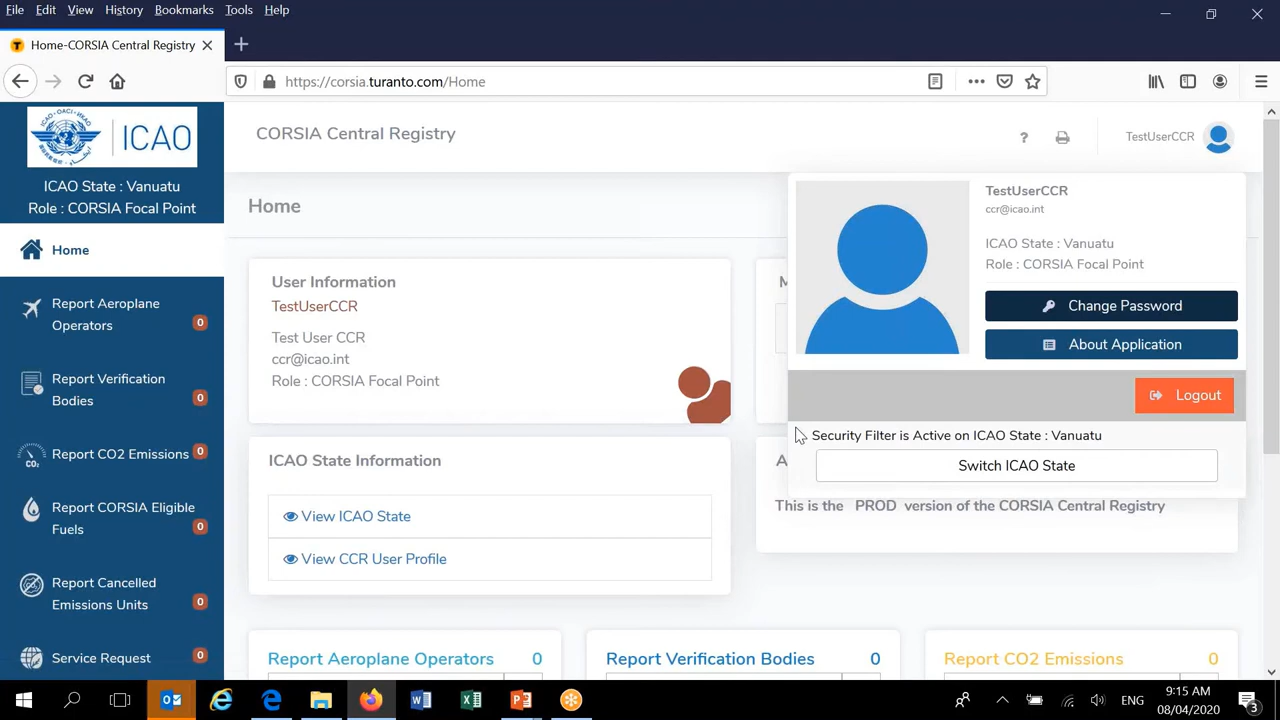 File Edit View History Bookmarks Tools Help
Home-CORSIA Central Registry
https://corsia.turanto.com/Home
ICAO · OACI · ИКАО
ICAO
ICAO State : Vanuatu
Role : CORSIA Focal Point
Home
Report Aeroplane
Operators 0
Report Verification
Bodies 0
CO2 Report CO2 Emissions 0
Report CORSIA Eligible
Fuels 0
Report Cancelled
Emissions Units 0
Service Request 0
CORSIA Central Registry
? TestUserCCR
Home
User Information
TestUserCCR
Test User CCR
ccr@icao.int
Role : CORSIA Focal Point
M
ICAO State Information
View ICAO State
View CCR User Profile
A
This is the PROD version of the CORSIA Central Registry
TestUserCCR
ccr@icao.int
ICAO State : Vanuatu
Role : CORSIA Focal Point
Change Password
About Application
Logout
Security Filter is Active on ICAO State : Vanuatu
Switch ICAO State
Report Aeroplane Operators 0
Report Verification Bodies 0
Report CO2 Emissions 0
ENG
9:15 AM
08/04/2020
3